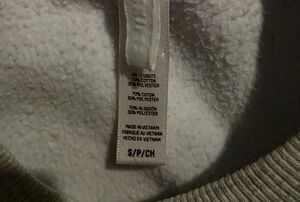 70% COTTON
30% POLYESTER
70% COTON
30% POLYESTER
70% ALGODÓN
30% POLIÉSTER
MADE IN VIETNAM
FABRIQUÉ AU VIETNAM
HECHO EN VIETNAM
S/P/CH